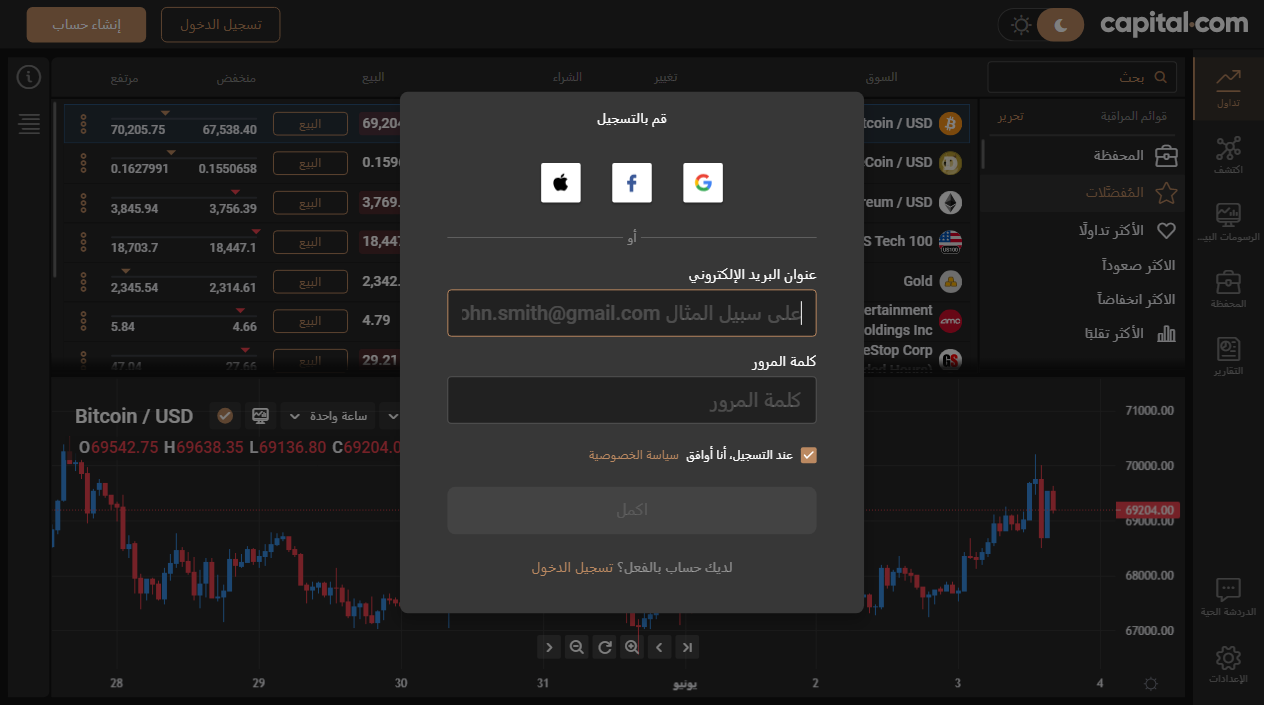 capital.com
تسجيل الدخول
إنشاء حساب
تداول
اكتشف
الرسومات البيـ...
المحفظة
التقارير
الدردشة الحية
الإعدادات
بحث
قوائم المراقبة تحرير
المحفظة
المُفضَّلات
الأكثر تداولًا
الاكثر صعوداً
الاكثر انخفاضاً
الأكثر تقلبًا
السوق تغيير الشراء البيع منخفض مرتفع
tcoin / USD 69,204 البيع 67,538.40 70,205.75
Coin / USD 0.1596 البيع 0.1550658 0.1627991
reum / USD 3,769. البيع 3,756.39 3,845.94
S Tech 100 18,447 البيع 18,447.1 18,703.7
Gold 2,342. البيع 2,314.61 2,345.54
ertainment
oldings Inc 4.79 البيع 4.66 5.84
eStop Corp 29.21 البيع 27.66 47.04
قم بالتسجيل
أو
عنوان البريد الإلكتروني
على سبيل المثال ohn.smith@gmail.com
كلمة المرور
كلمة المرور
عند التسجيل، أنا أوافق سياسة الخصوصية
اكمل
لديك حساب بالفعل؟ تسجيل الدخول
Bitcoin / USD ساعة واحدة
O69542.75 H69638.35 L69136.80 C69204.0
71000.00
70000.00
69204.00
69000.00
68000.00
67000.00
28 29 30 31 يونيو 2 3 4